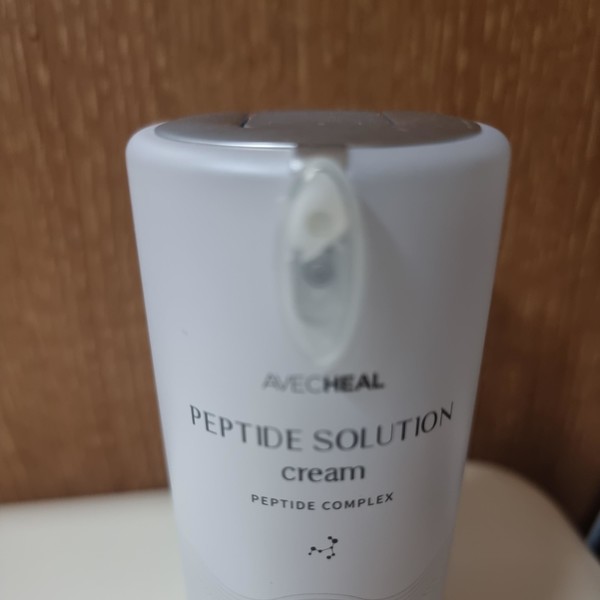 AVECHEAL
PEPTIDE SOLUTION
cream
PEPTIDE COMPLEX